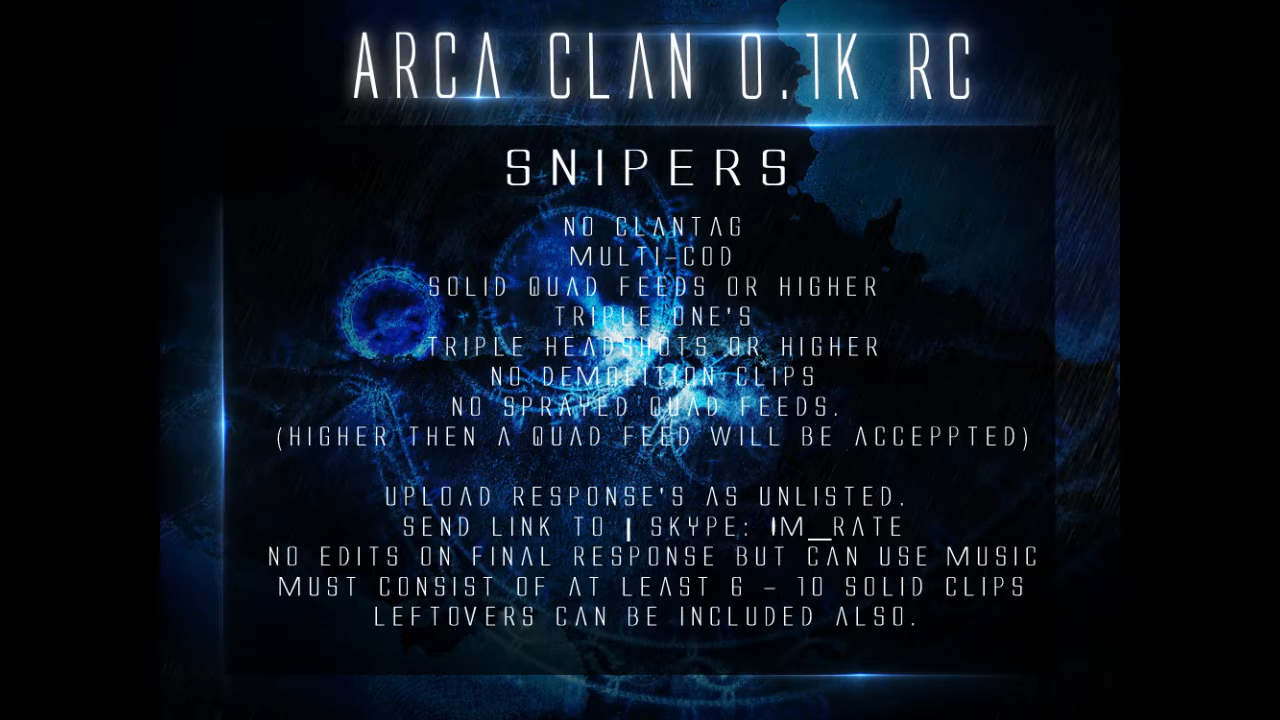 ARCA CLAN 0.1K RC
SNIPERS
NO CLANTAG
MULTI-COD
SOLID QUAD FEEDS OR HIGHER
TRIPLE ONE'S
TRIPLE HEADSHOTS OR HIGHER
NO DEMOLITION CLIPS
NO SPRAYED QUAD FEEDS.
(HIGHER THEN A QUAD FEED WILL BE ACCEPPTED)
UPLOAD RESPONSE'S AS UNLISTED.
SEND LINK TO | SKYPE: IM_RATE
NO EDITS ON FINAL RESPONSE BUT CAN USE MUSIC
MUST CONSIST OF AT LEAST 6 - 10 SOLID CLIPS
LEFTOVERS CAN BE INCLUDED ALSO.